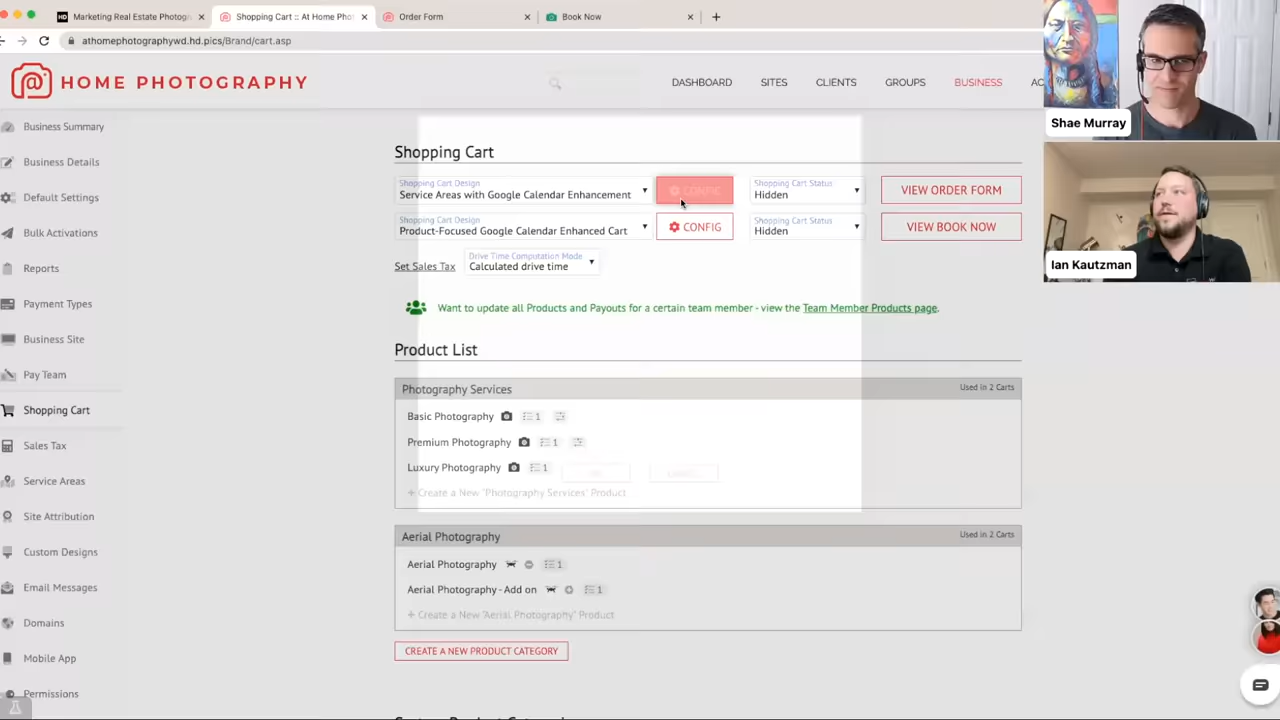 Marketing Real Estate Photogr
Shopping Cart :: At Home Pho
Order Form
Book Now
athomephotographywd.hd.pics/Brand/cart.asp
@ HOME PHOTOGRAPHY
DASHBOARD
SITES
CLIENTS
GROUPS
BUSINESS
AC
Shae Murray
Ian Kautzman
Business Summary
Business Details
Default Settings
Bulk Activations
Reports
Payment Types
Business Site
Pay Team
Shopping Cart
Sales Tax
Service Areas
Site Attribution
Custom Designs
Email Messages
Domains
Mobile App
Permissions
Shopping Cart
Shopping Cart Design
Service Areas with Google Calendar Enhancement
CONFIG
Shopping Cart Status
Hidden
VIEW ORDER FORM
Shopping Cart Design
Product-Focused Google Calendar Enhanced Cart
CONFIG
Shopping Cart Status
Hidden
VIEW BOOK NOW
Set Sales Tax
Drive Time Computation Mode
Calculated drive time
Want to update all Products and Payouts for a certain team member - view the Team Member Products page.
Product List
Photography Services
Used in 2 Carts
Basic Photography 1
Premium Photography 1
Luxury Photography 1
+ Create a New "Photography Services" Product
Aerial Photography
Used in 2 Carts
Aerial Photography 1
Aerial Photography - Add on 1
+ Create a New "Aerial Photography" Product
CREATE A NEW PRODUCT CATEGORY